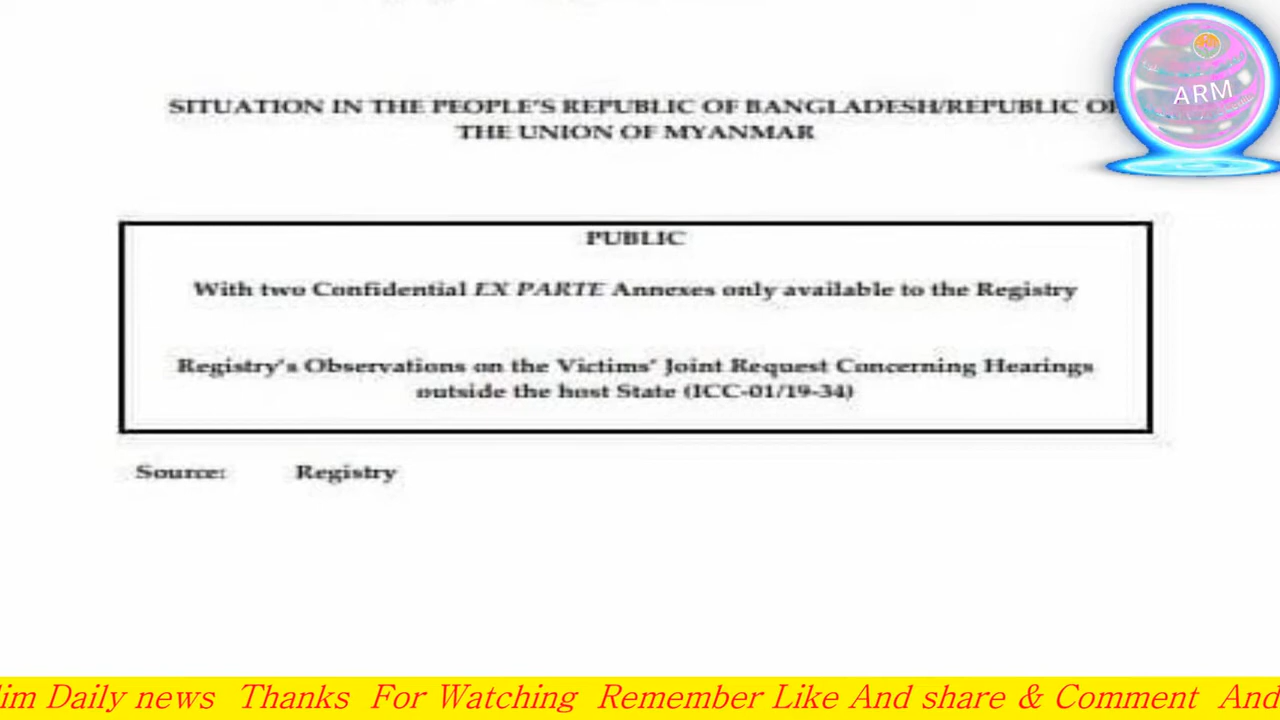 SITUATION IN THE PEOPLE'S REPUBLIC OF BANGLADESH/REPUBLIC OF
THE UNION OF MYANMAR
ARM
PUBLIC
With two Confidential EX PARTE Annexes only available to the Registry
Registry's Observations on the Victims' Joint Request Concerning Hearings
outside the host State (ICC-01/19-34)
Source: Registry
im Daily news Thanks For Watching Remember Like And share & Comment And